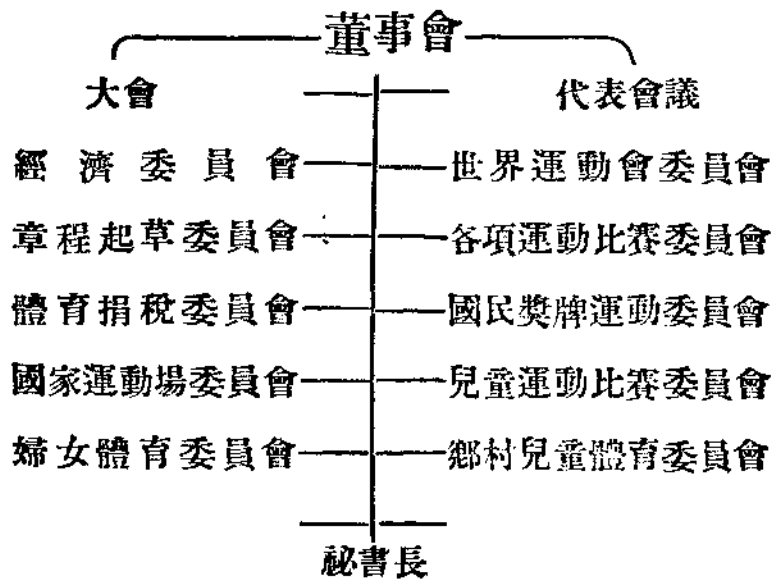 董事會
大會 代表會議
經濟委員會 世界運動會委員會
章程起草委員會 各項運動比賽委員會
體育捐稅委員會 國民獎牌運動委員會
國家運動場委員會 兒童運動比賽委員會
婦女體育委員會 鄉村兒童體育委員會
祕書長